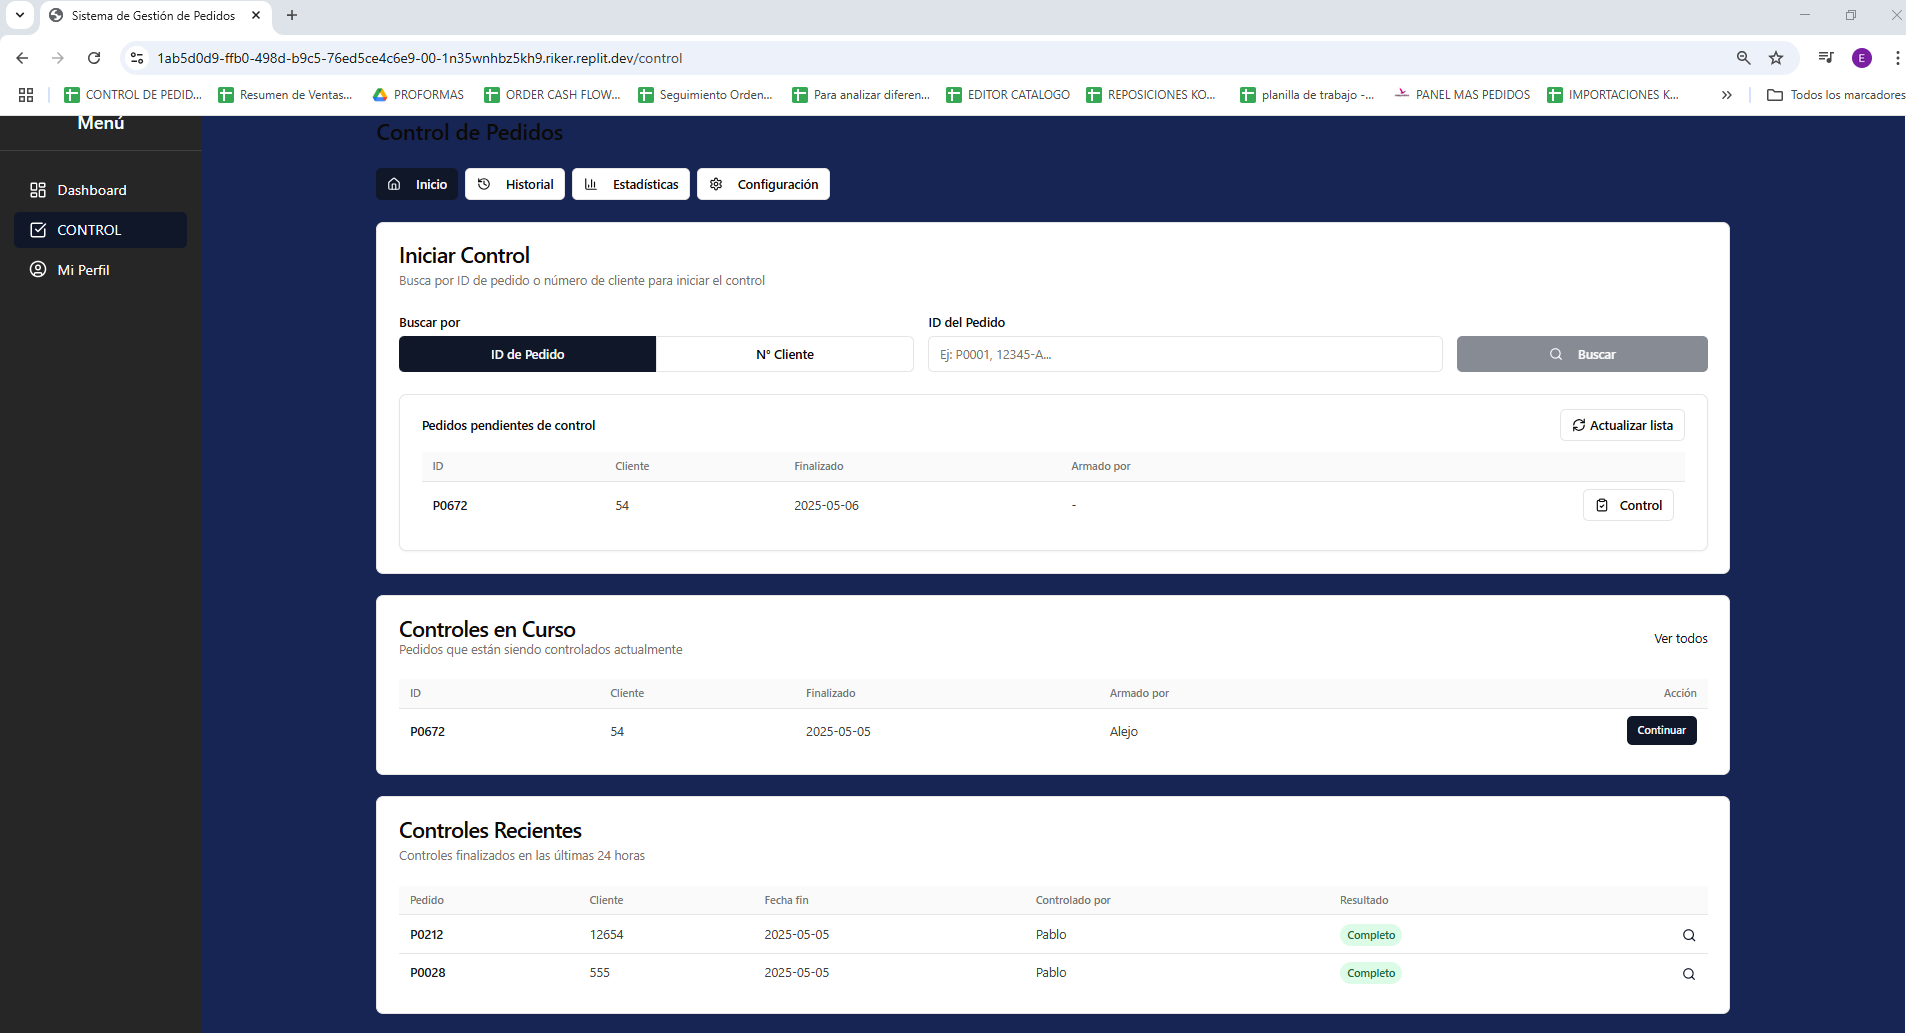 Sistema de Gestión de Pedidos
1ab5d0d9-ffb0-498d-b9c5-76ed5ce4c6e9-00-1n35wnhbz5kh9.riker.replit.dev/control
E
CONTROL DE PEDID... Resumen de Ventas... PROFORMAS ORDER CASH FLOW... Seguimiento Orden... Para analizar diferen... EDITOR CATALOGO REPOSICIONES KO... planilla de trabajo -... PANEL MAS PEDIDOS IMPORTACIONES K... » Todos los marcadores
Menú
Dashboard
CONTROL
Mi Perfil
Control de Pedidos
Inicio Historial Estadísticas Configuración
Iniciar Control
Busca por ID de pedido o número de cliente para iniciar el control
Buscar por ID del Pedido
ID de Pedido N° Cliente Ej: P0001, 12345-A... Buscar
Pedidos pendientes de control Actualizar lista
ID Cliente Finalizado Armado por
P0672 54 2025-05-06 - Control
Controles en Curso
Pedidos que están siendo controlados actualmente
Ver todos
ID Cliente Finalizado Armado por Acción
P0672 54 2025-05-05 Alejo Continuar
Controles Recientes
Controles finalizados en las últimas 24 horas
Pedido Cliente Fecha fin Controlado por Resultado
P0212 12654 2025-05-05 Pablo Completo
P0028 555 2025-05-05 Pablo Completo